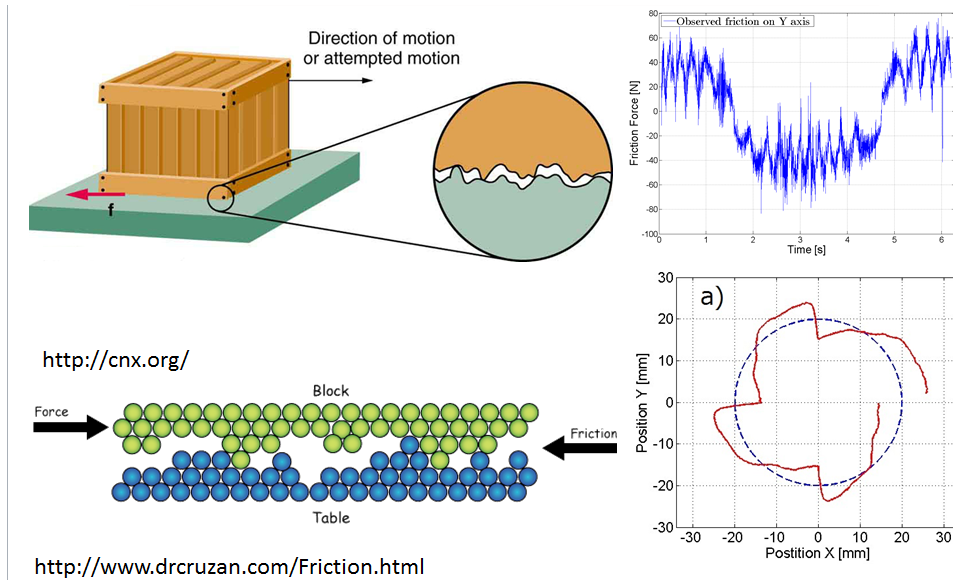 Direction of motion
or attempted motion
f
http://cnx.org/
Block
Force
Friction
Table
http://www.drcruzan.com/Friction.html
Observed friction on Y axis
Friction Force [N]
80
60
40
20
0
-20
-40
-60
-80
-100
0 1 2 3 4 5 6
Time [s]
a)
Position Y [mm]
30
20
10
0
-10
-20
-30
-30 -20 -10 0 10 20 30
Postition X [mm]